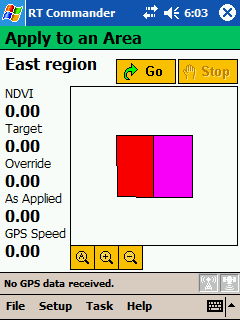 RT Commander 6:03
Apply to an Area
East region
Go Stop
NDVI
0.00
Target
0.00
Override
0.00
As Applied
0.00
GPS Speed
0.00
A
No GPS data received.
File Setup Task Help